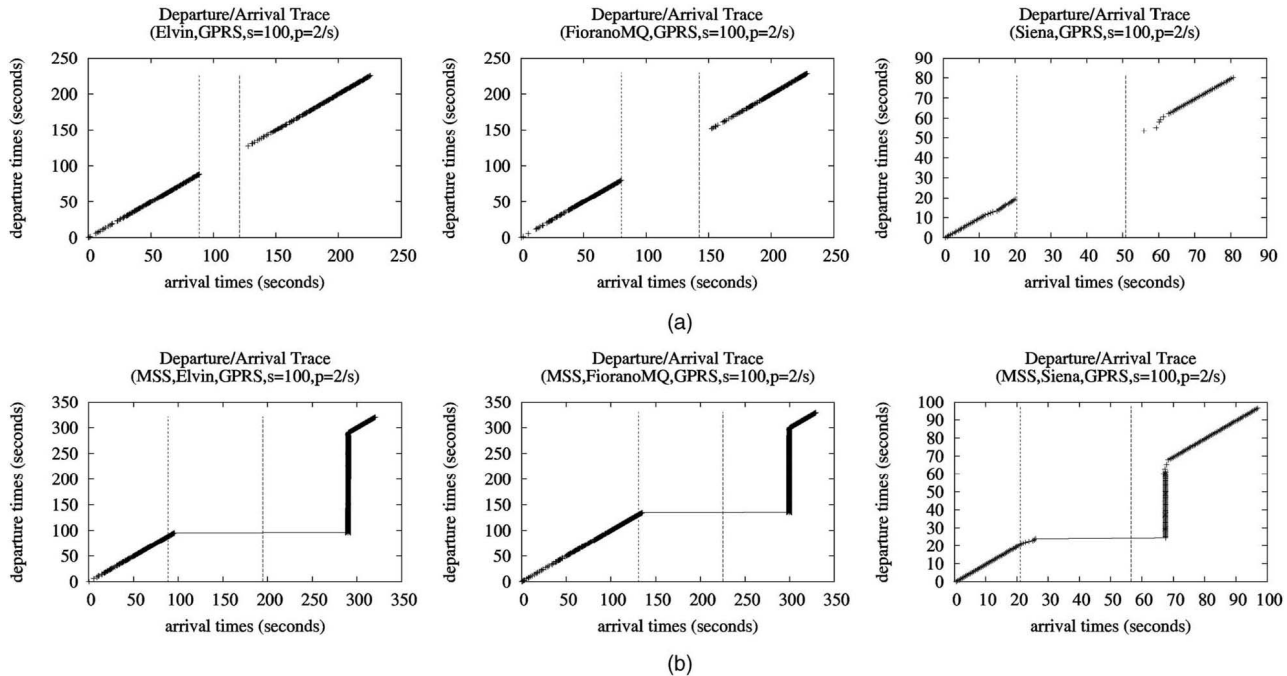 Departure/Arrival Trace
(Elvin,GPRS,s=100,p=2/s)
departure times (seconds)
250
200
150
100
50
0
0 50 100 150 200 250
arrival times (seconds)
Departure/Arrival Trace
(FioranoMQ,GPRS,s=100,p=2/s)
departure times (seconds)
250
200
150
100
50
0
0 50 100 150 200 250
arrival times (seconds)
Departure/Arrival Trace
(Siena,GPRS,s=100,p=2/s)
departure times (seconds)
90
80
70
60
50
40
30
20
10
0
0 10 20 30 40 50 60 70 80 90
arrival times (seconds)
(a)
Departure/Arrival Trace
(MSS,Elvin,GPRS,s=100,p=2/s)
departure times (seconds)
350
300
250
200
150
100
50
0
0 50 100 150 200 250 300 350
arrival times (seconds)
Departure/Arrival Trace
(MSS,FioranoMQ,GPRS,s=100,p=2/s)
departure times (seconds)
350
300
250
200
150
100
50
0
0 50 100 150 200 250 300 350
arrival times (seconds)
Departure/Arrival Trace
(MSS,Siena,GPRS,s=100,p=2/s)
departure times (seconds)
100
90
80
70
60
50
40
30
20
10
0
0 10 20 30 40 50 60 70 80 90 100
arrival times (seconds)
(b)